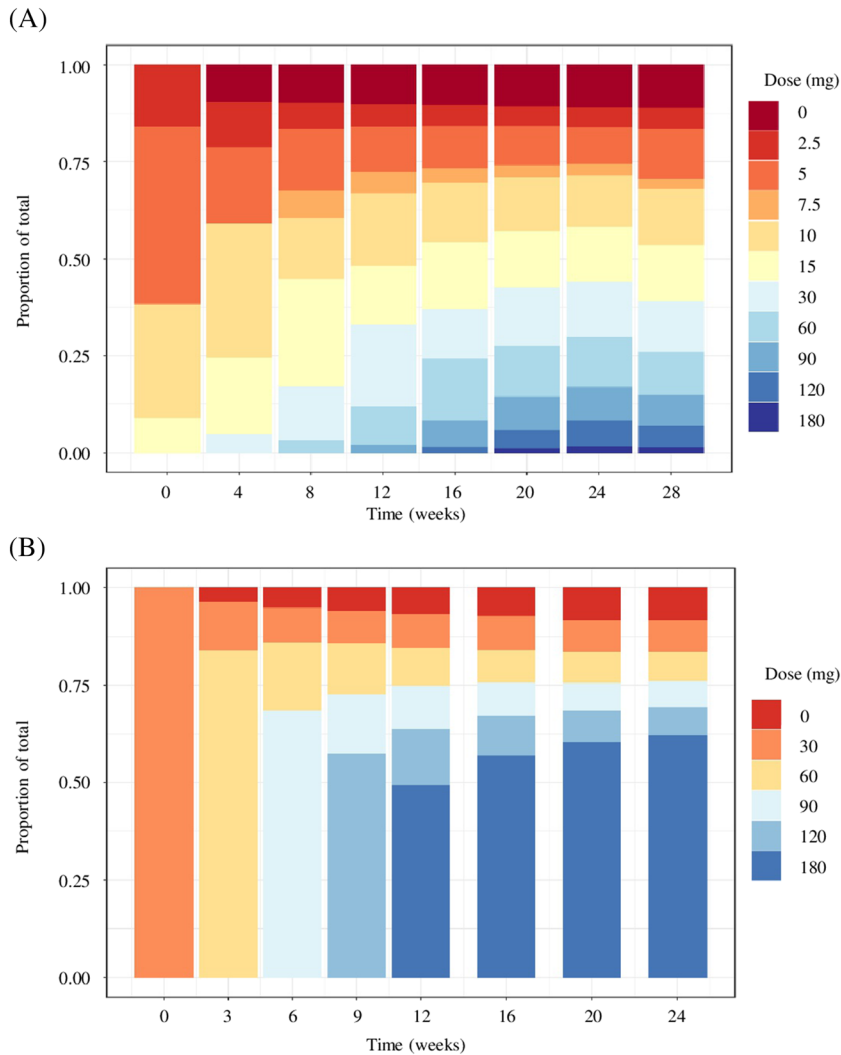 (A)
Proportion of total
1.00
0.75
0.50
0.25
0.00
0 4 8 12 16 20 24 28
Time (weeks)
Dose (mg)
0
2.5
5
7.5
10
15
30
60
90
120
180
(B)
Proportion of total
1.00
0.75
0.50
0.25
0.00
0 3 6 9 12 16 20 24
Time (weeks)
Dose (mg)
0
30
60
90
120
180